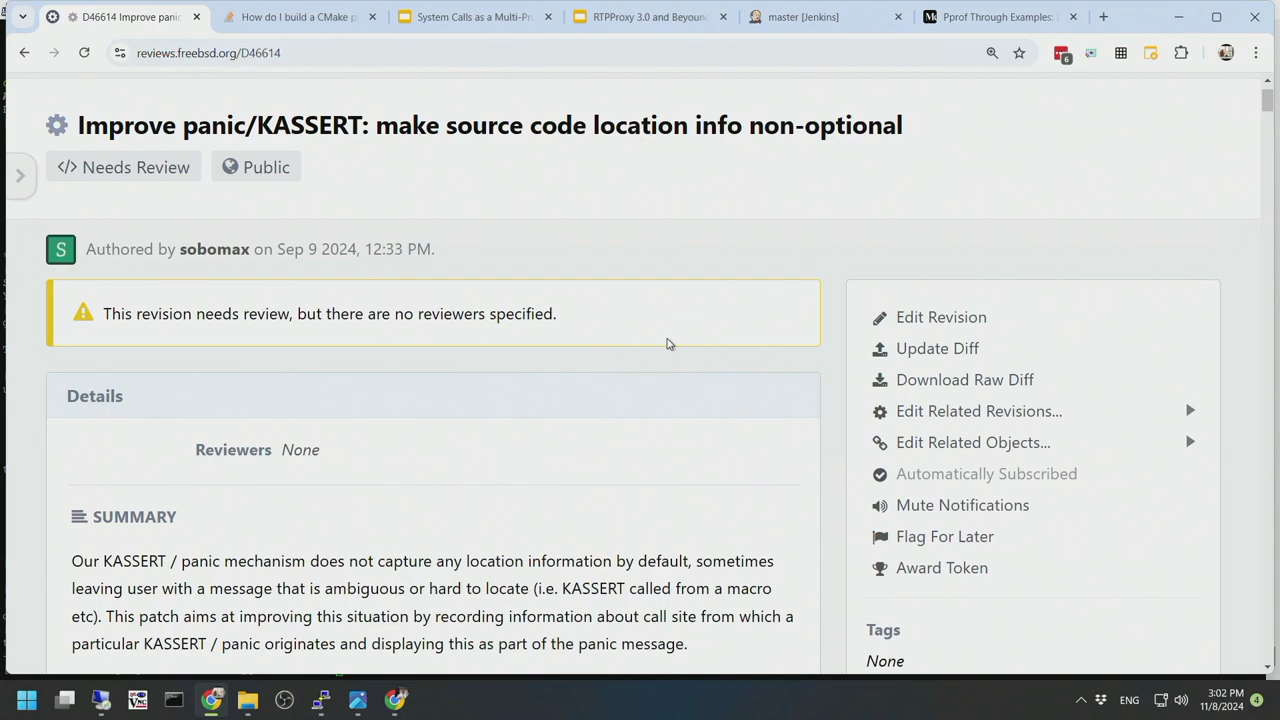 D46614 Improve panic
How do I build a CMake p
System Calls as a Multi-Pr
RTPProxy 3.0 and Beyound
master [Jenkins]
Pprof Through Examples:
reviews.freebsd.org/D46614
6
Improve panic/KASSERT: make source code location info non-optional
</> Needs Review
Public
S
Authored by sobomax on Sep 9 2024, 12:33 PM.
This revision needs review, but there are no reviewers specified.
Details
Reviewers None
SUMMARY
Our KASSERT / panic mechanism does not capture any location information by default, sometimes
leaving user with a message that is ambiguous or hard to locate (i.e. KASSERT called from a macro
etc). This patch aims at improving this situation by recording information about call site from which a
particular KASSERT / panic originates and displaying this as part of the panic message.
Edit Revision
Update Diff
Download Raw Diff
Edit Related Revisions...
Edit Related Objects...
Automatically Subscribed
Mute Notifications
Flag For Later
Award Token
Tags
None
ENG
3:02 PM
11/8/2024
4